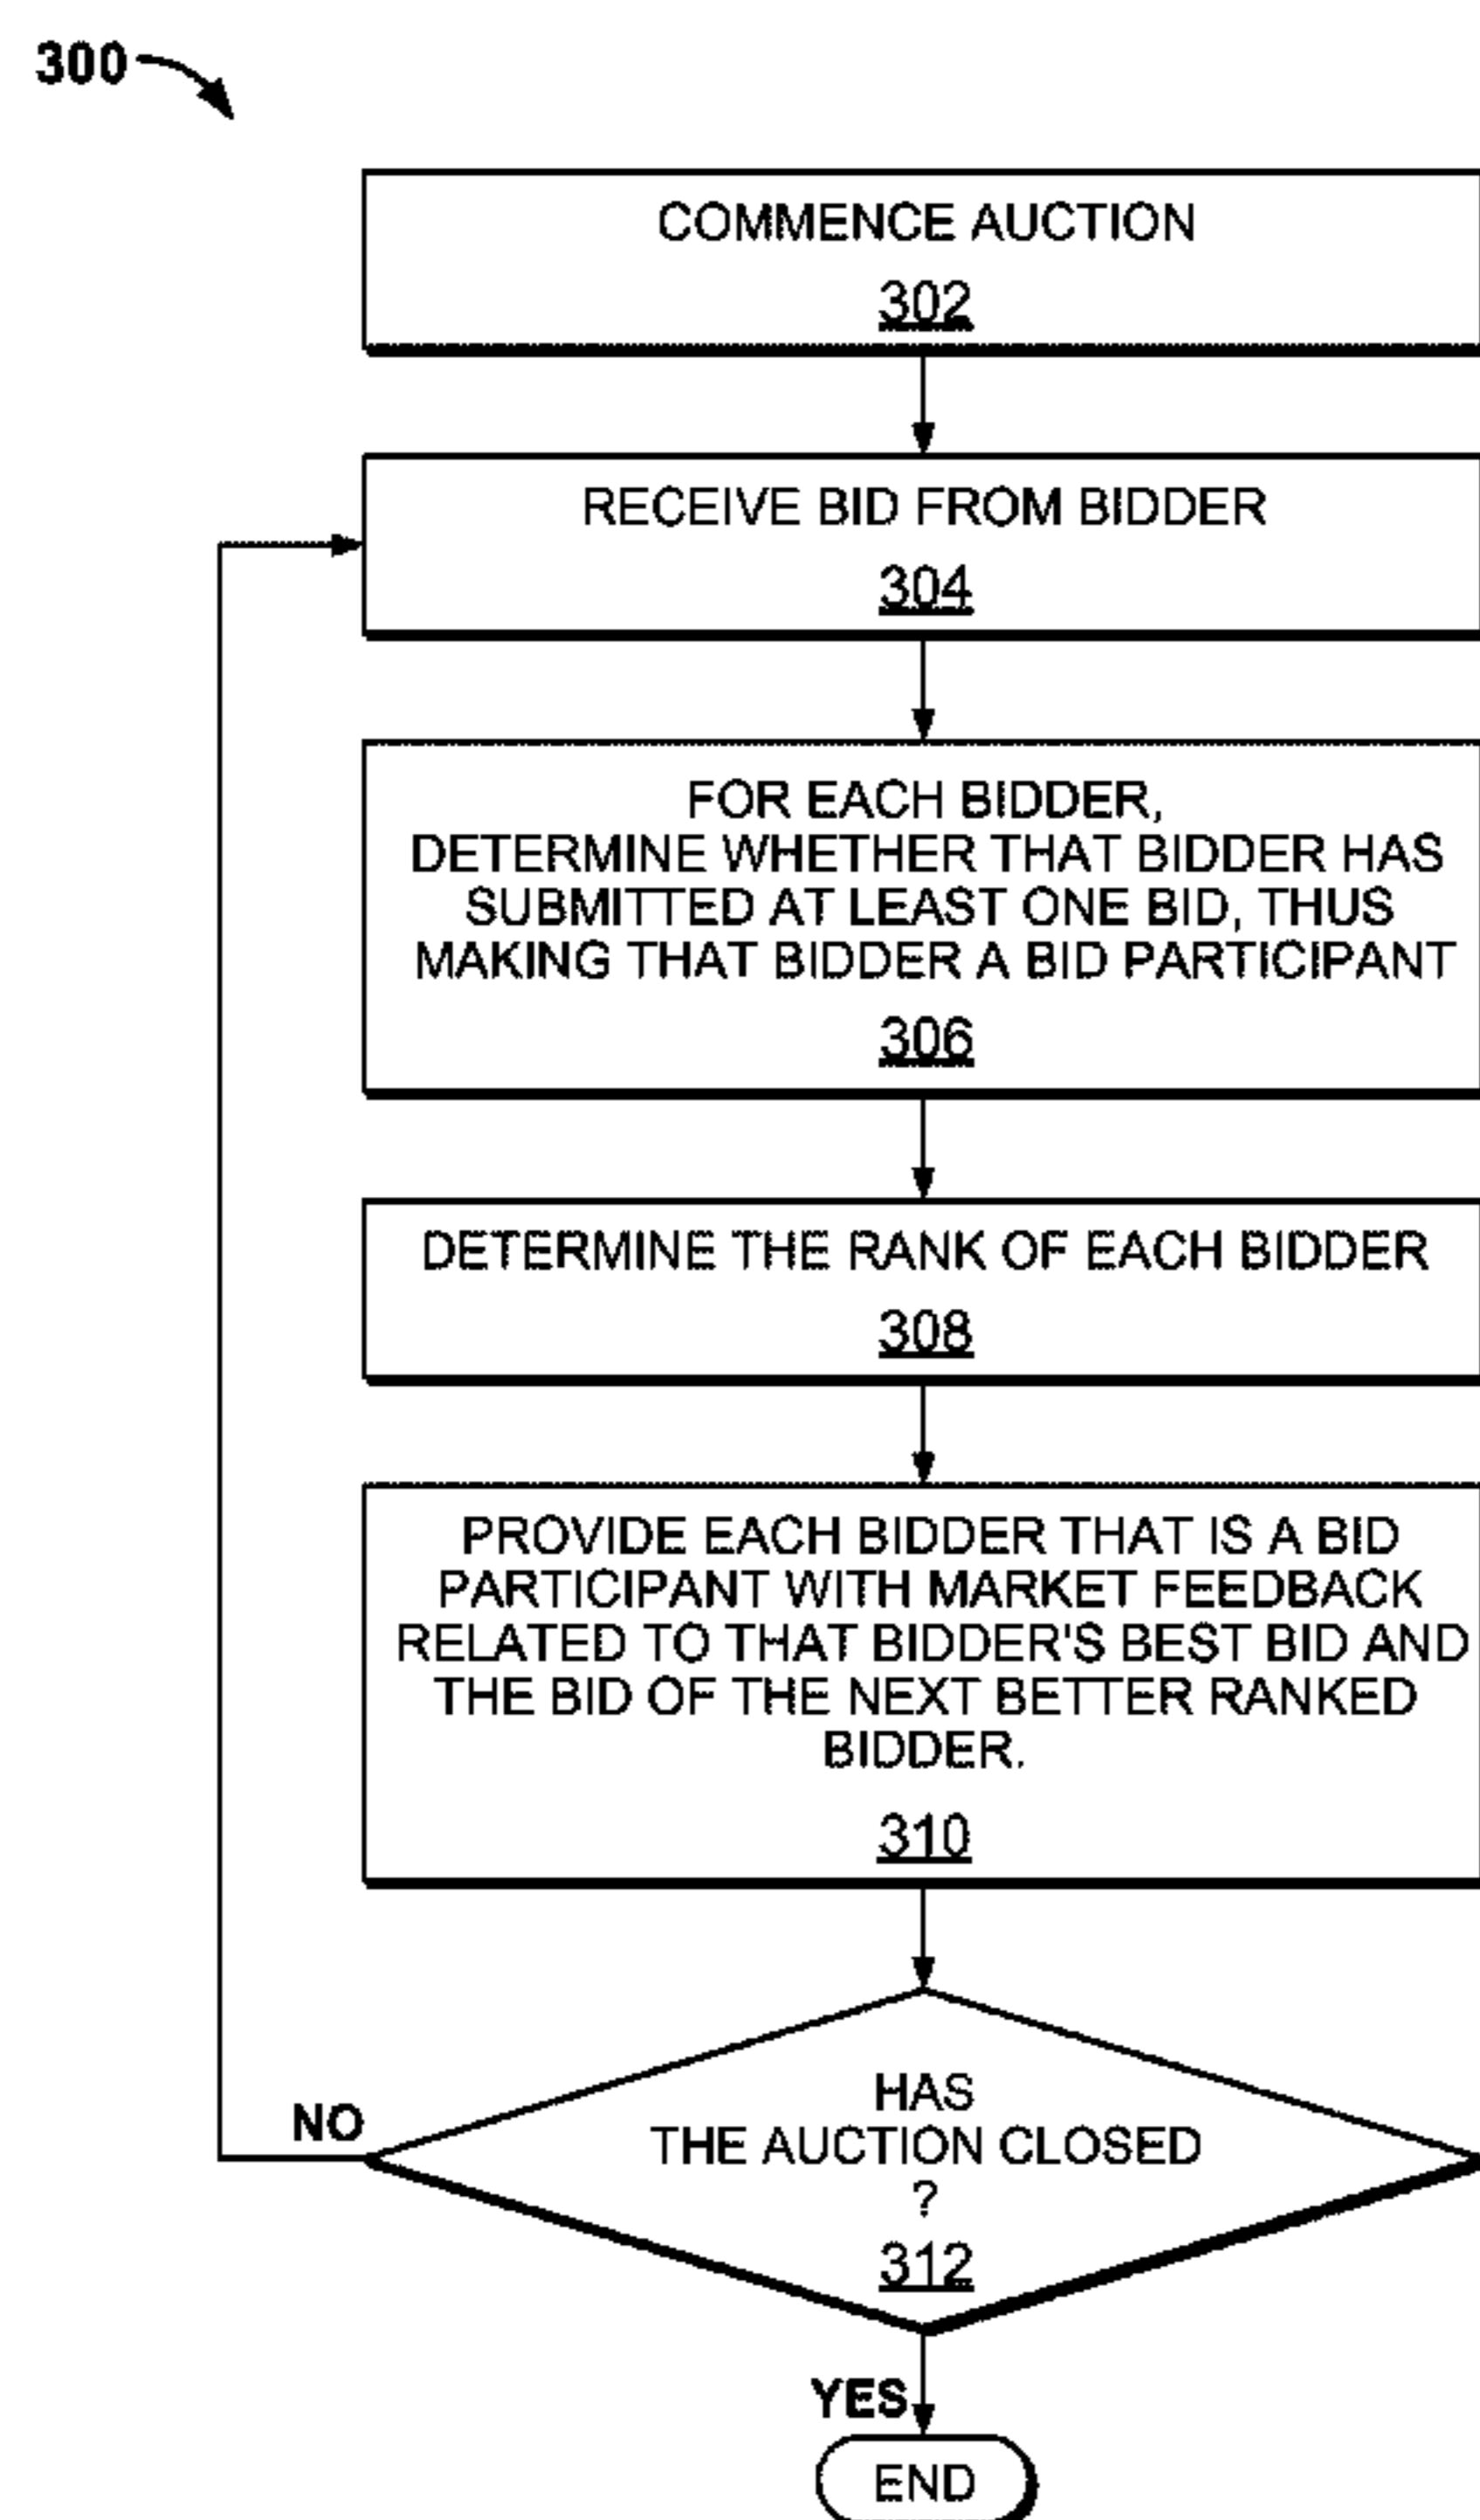 300
COMMENCE AUCTION
302
RECEIVE BID FROM BIDDER
304
FOR EACH BIDDER,
DETERMINE WHETHER THAT BIDDER HAS
SUBMITTED AT LEAST ONE BID, THUS
MAKING THAT BIDDER A BID PARTICIPANT
306
DETERMINE THE RANK OF EACH BIDDER
308
PROVIDE EACH BIDDER THAT IS A BID
PARTICIPANT WITH MARKET FEEDBACK
RELATED TO THAT BIDDER'S BEST BID AND
THE BID OF THE NEXT BETTER RANKED
BIDDER.
310
HAS
THE AUCTION CLOSED
?
312
NO
YES
END